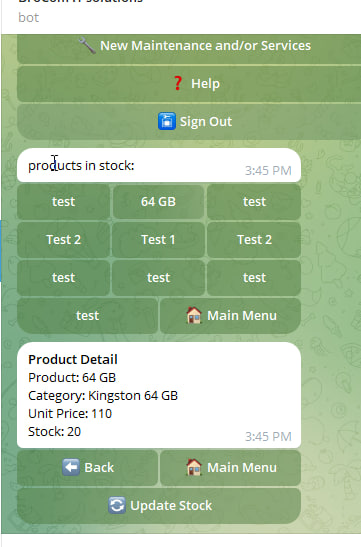 BroCom IT solutions
bot
New Maintenance and/or Services
Help
Sign Out
products in stock:
3:45 PM
test 64 GB test
Test 2 Test 1 Test 2
test test test
test Main Menu
Product Detail
Product: 64 GB
Category: Kingston 64 GB
Unit Price: 110
Stock: 20
3:45 PM
Back Main Menu
Update Stock